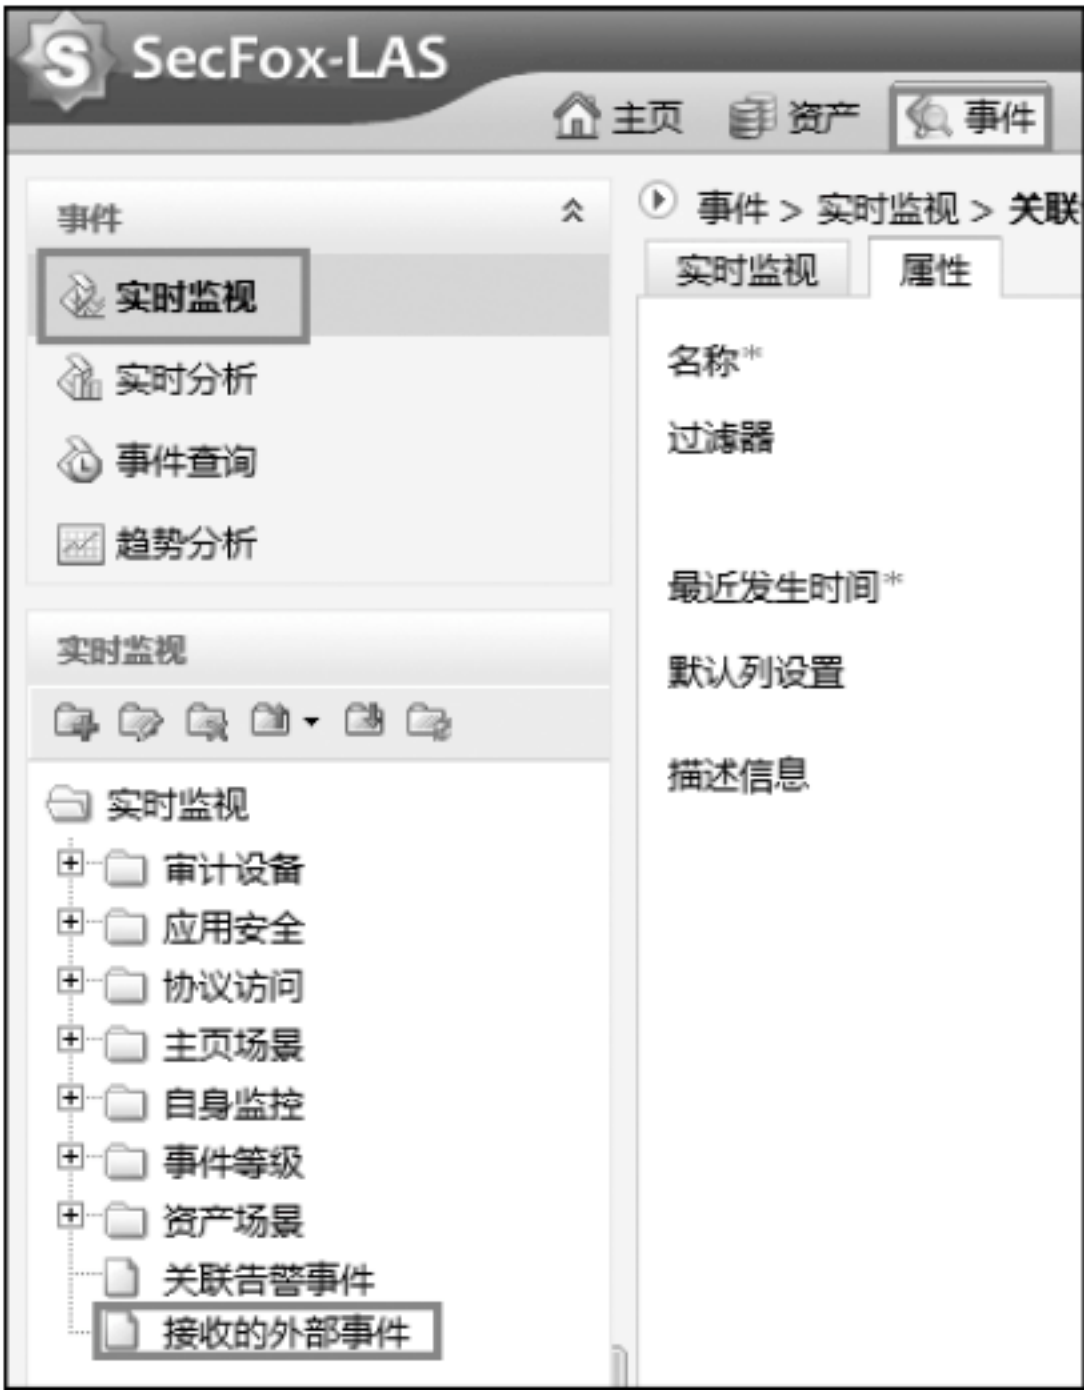 SecFox-LAS
主页 资产 事件
事件
实时监视
实时分析
事件查询
趋势分析
实时监视
实时监视
审计设备
应用安全
协议访问
主页场景
自身监控
事件等级
资产场景
关联告警事件
接收的外部事件
事件 > 实时监视 > 关联
实时监视 属性
名称*
过滤器
最近发生时间*
默认列设置
描述信息